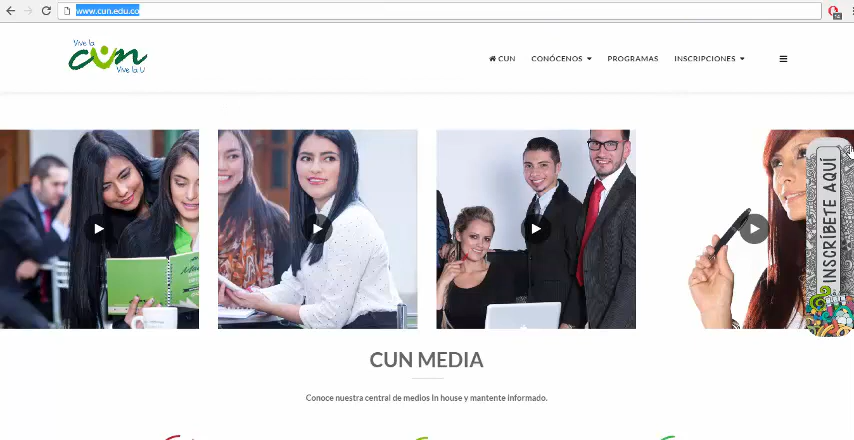 www.cun.edu.co
14
Vive la
cun
Vive la U
CUN
CONÓCENOS
PROGRAMAS
INSCRIPCIONES
INSCRÍBETE AQUÍ
CUN MEDIA
Conoce nuestra central de medios in house y mantente informado.